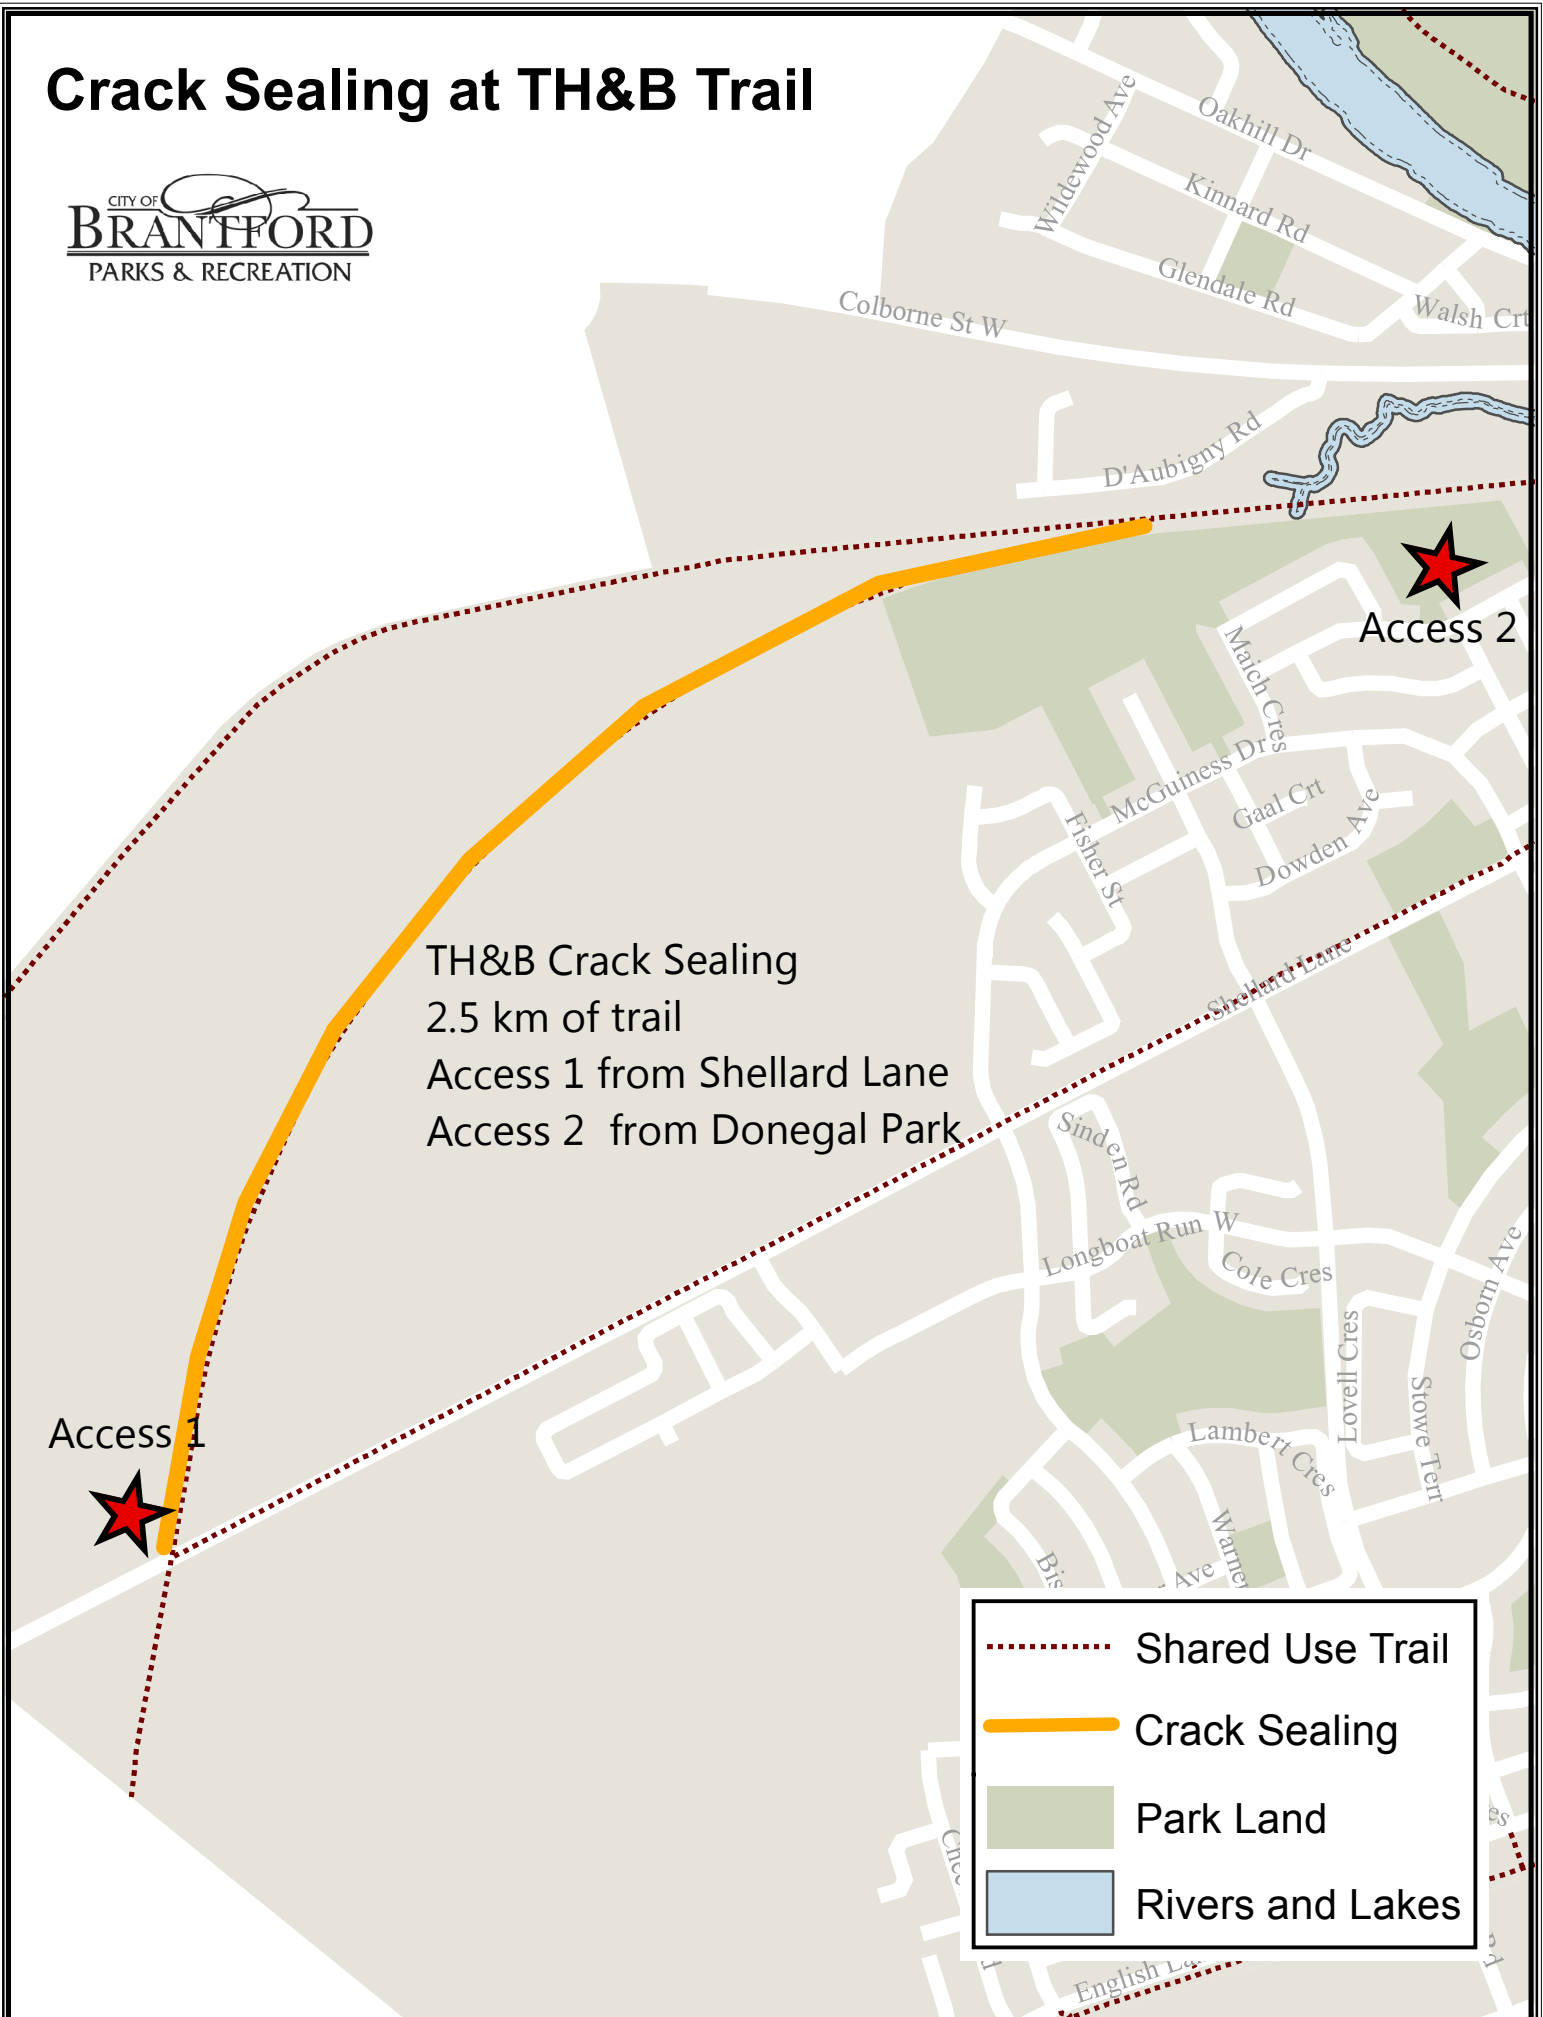 Crack Sealing at TH&B Trail
CITY OF
BRANTFORD
PARKS & RECREATION
Wildewood Ave
Oakhill Dr
Kinnard Rd
Glendale Rd
Walsh Crt
Colborne St W
D'Aubigny Rd
Access 2
Maich Cres
McGuiness Dr
Gaal Crt
Dowden Ave
Fisher St
Shellard Lane
TH&B Crack Sealing
2.5 km of trail
Access 1 from Shellard Lane
Access 2 from Donegal Park
Sinden Rd
Longboat Run W
Cole Cres
Osborn Ave
Lovell Cres
Stowe Terr
Lambert Cres
Access 1
Warner
Ave
Shared Use Trail
Crack Sealing
Park Land
Rivers and Lakes
English